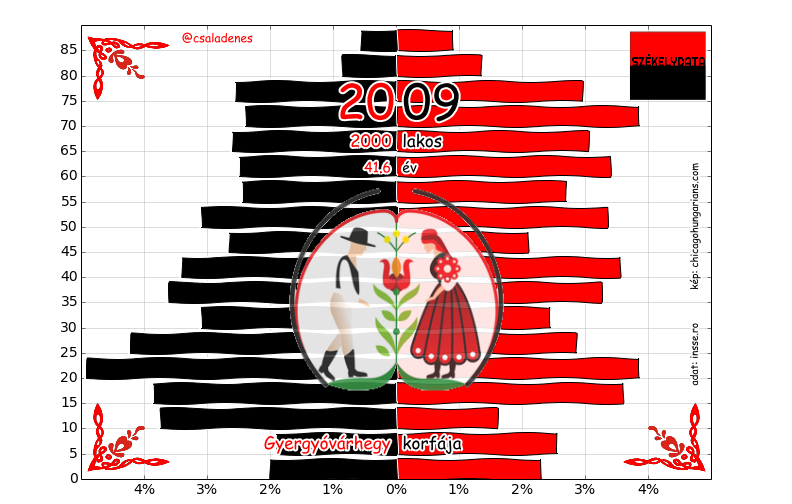 @csaladenes
SZÉKELYDATA
2009
2000 lakos
41,6 év
kép: chicagohungarians.com
adat: insse.ro
Gyergyóvárhegy korfája
85
80
75
70
65
60
55
50
45
40
35
30
25
20
15
10
5
0
4% 3% 2% 1% 0% 1% 2% 3% 4%